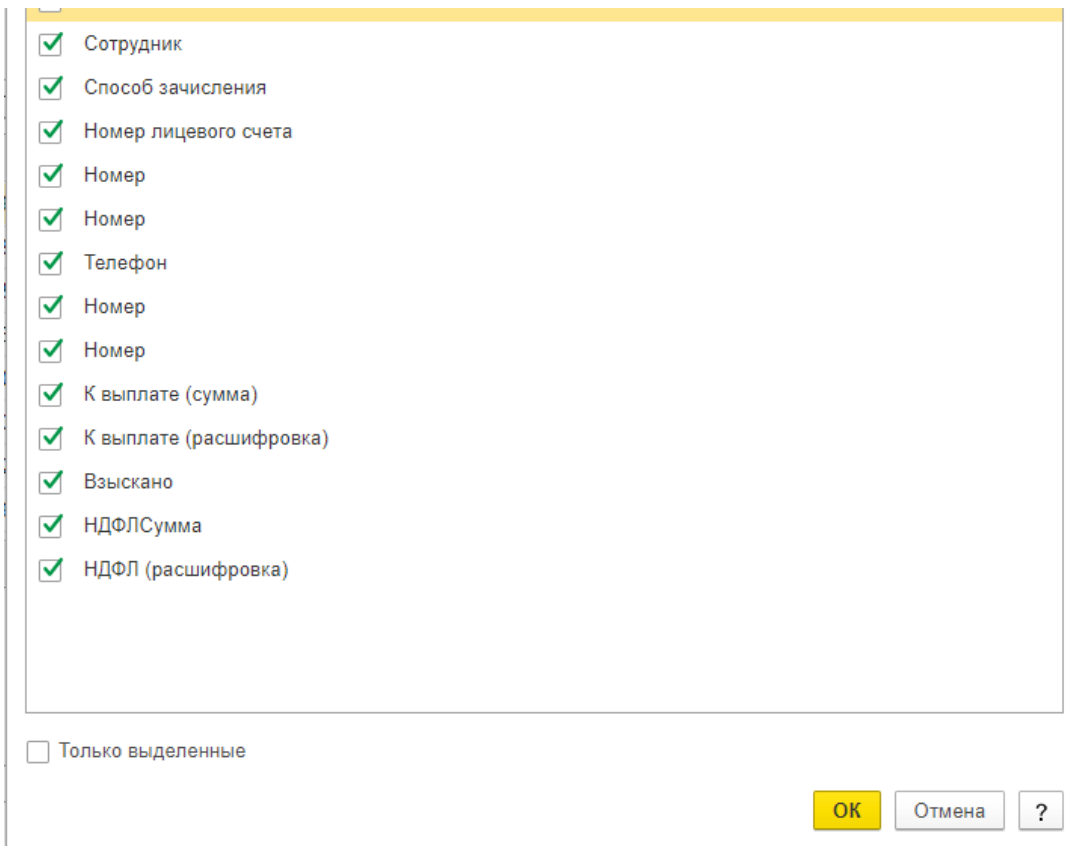 Сотрудник
Способ зачисления
Номер лицевого счета
Номер
Номер
Телефон
Номер
Номер
К выплате (сумма)
К выплате (расшифровка)
Взыскано
НДФЛСумма
НДФЛ (расшифровка)
Только выделенные
ОК Отмена ?